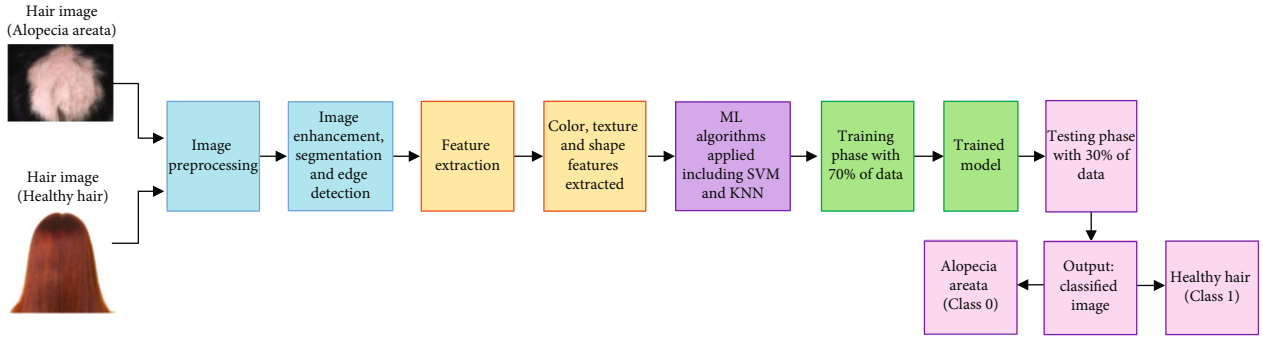 Hair image
(Alopecia areata)
Hair image
(Healthy hair)
Image
preprocessing
Image
enhancement,
segmentation
and edge
detection
Feature
extraction
Color, texture
and shape
features
extracted
ML
algorithms
applied
including SVM
and KNN
Training
phase with
70% of data
Trained
model
Testing phase
with 30% of
data
Alopecia
areata
(Class 0)
Output:
classified
image
Healthy hair
(Class 1)